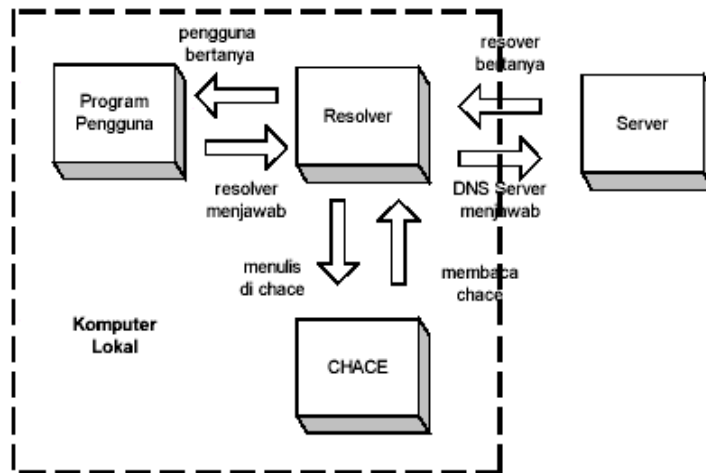 pengguna
bertanya
resover
bertanya
Program
Pengguna
Resolver
Server
resolver
menjawab
DNS Server
menjawab
menulis
di chace
membaca
chace
Komputer
Lokal
CHACE